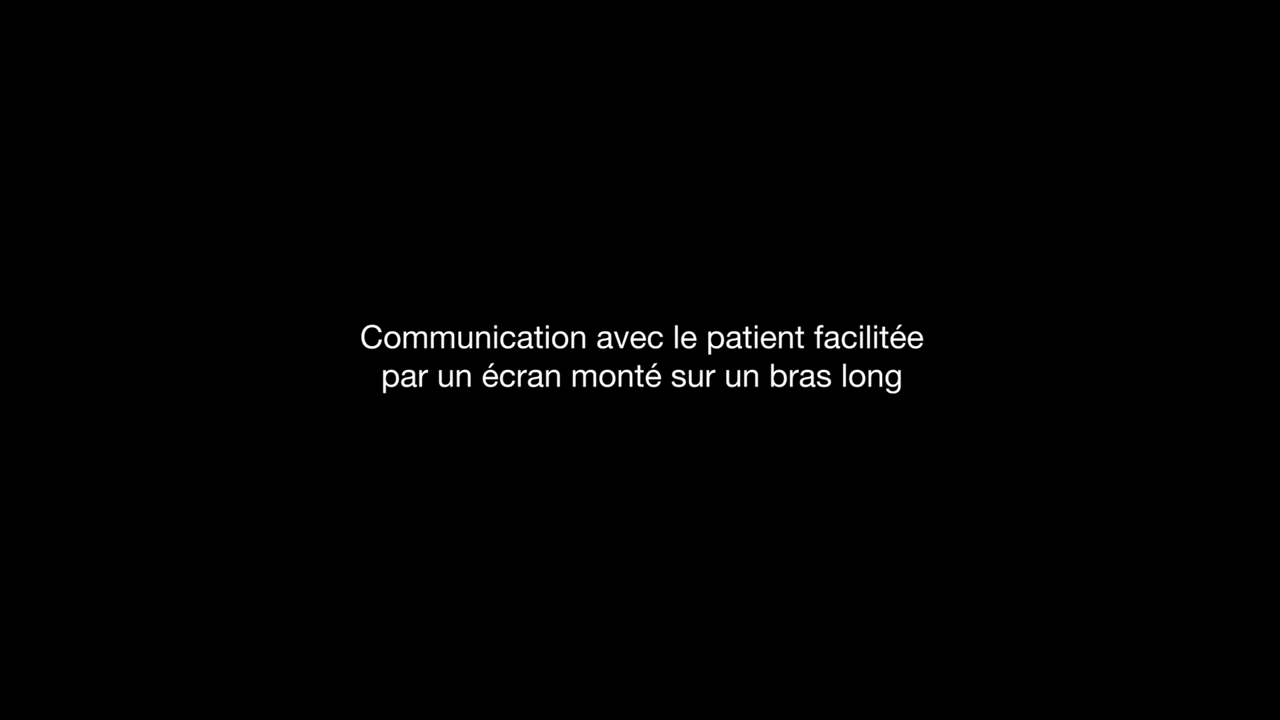 Communication avec le patient facilitée
par un écran monté sur un bras long